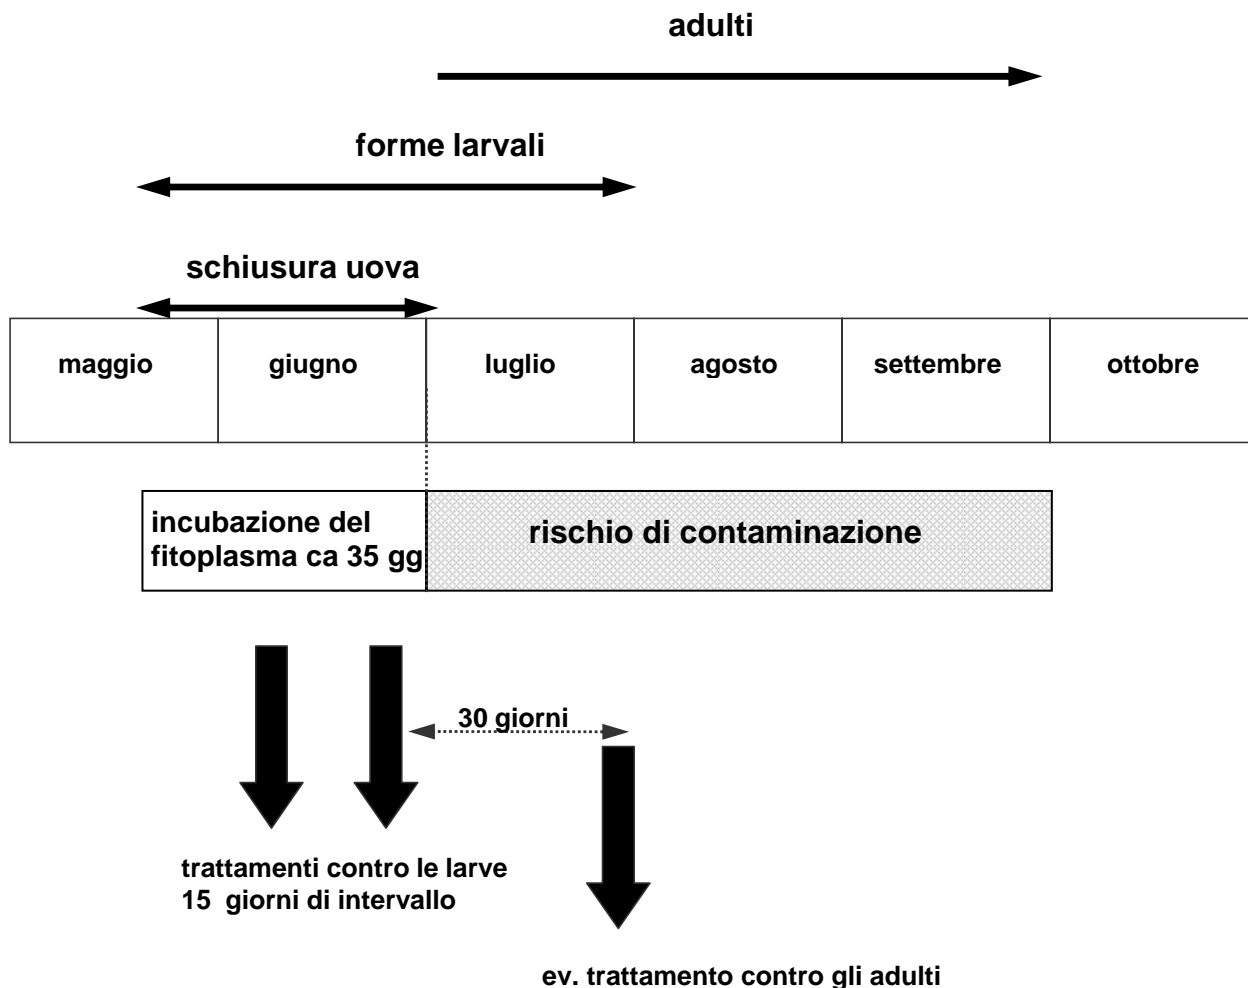 adulti
forme larvali
schiusura uova
maggio giugno luglio agosto settembre ottobre
incubazione del
fitoplasma ca 35 gg
rischio di contaminazione
30 giorni
trattamenti contro le larve
15 giorni di intervallo
ev. trattamento contro gli adulti